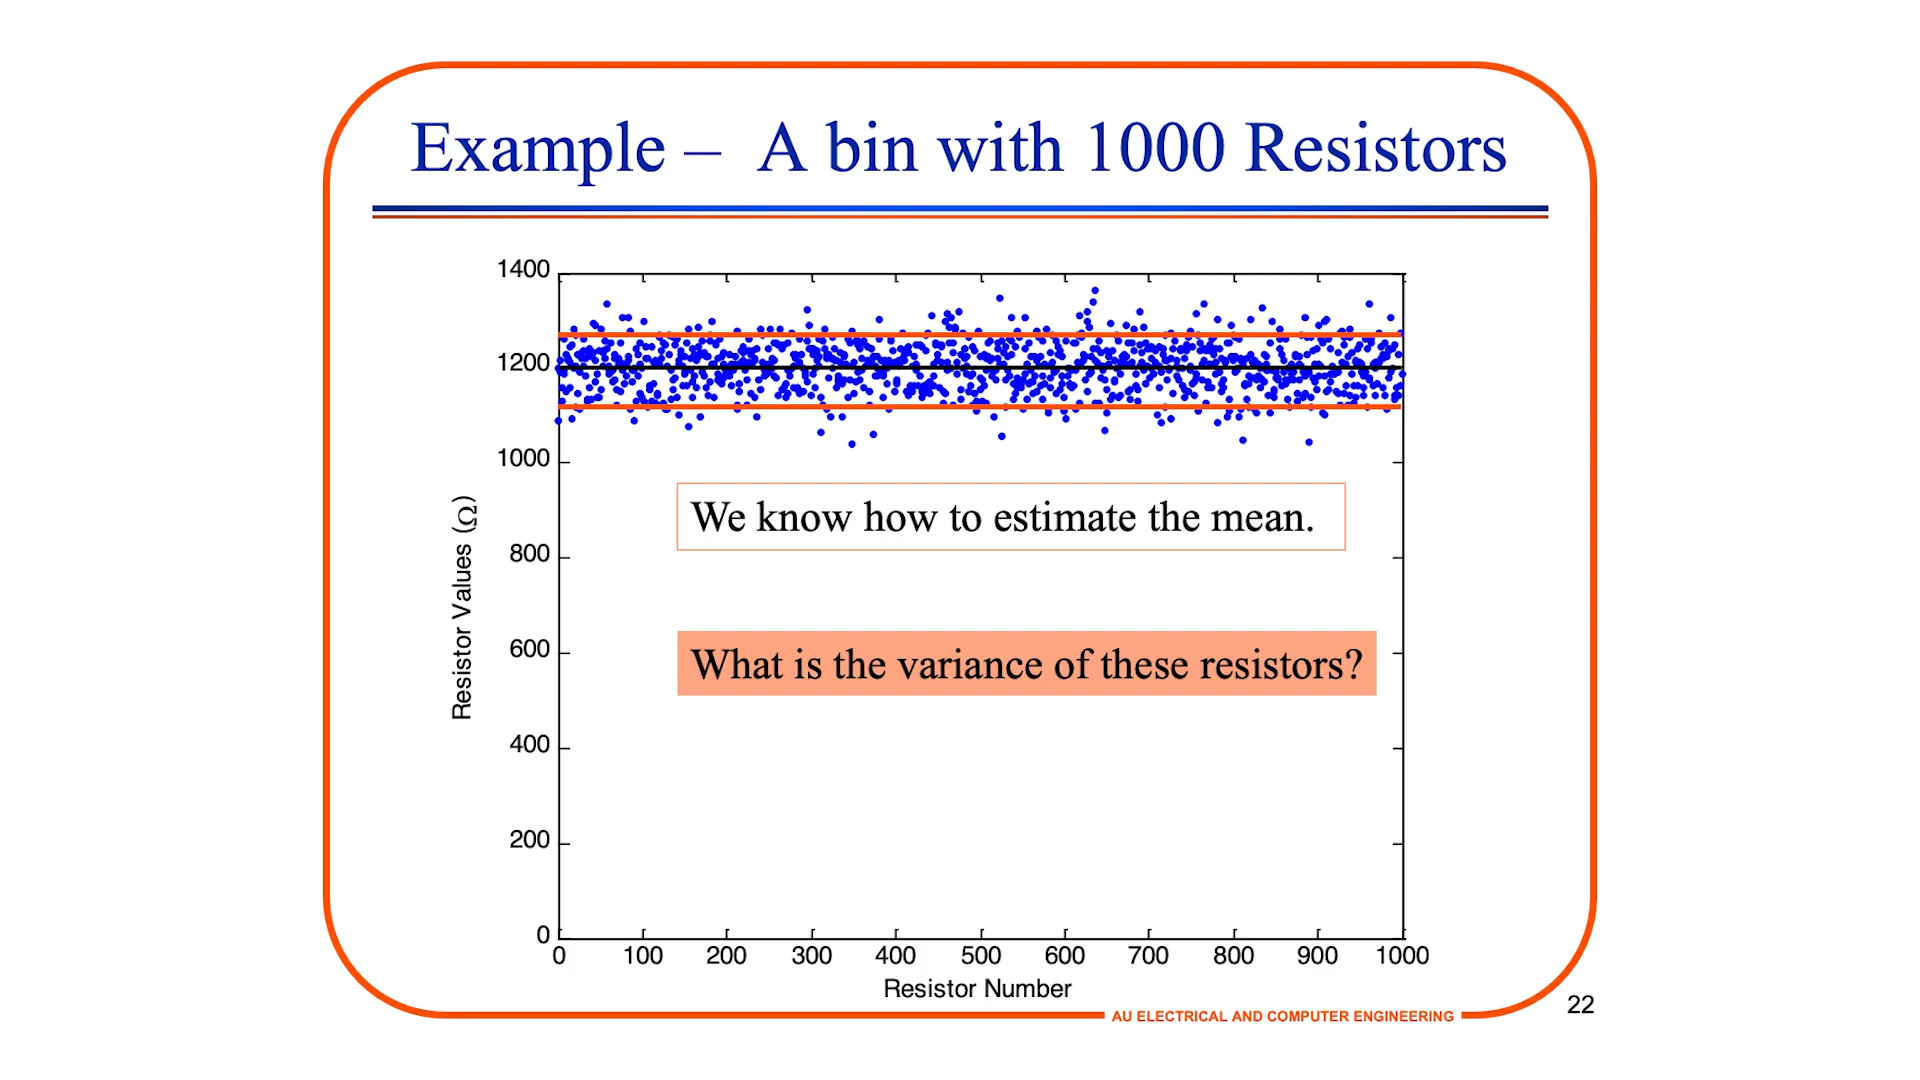 Example – A bin with 1000 Resistors
1400
1200
1000
800
600
400
200
0
Resistor Values (Ω)
We know how to estimate the mean.
What is the variance of these resistors?
0 100 200 300 400 500 600 700 800 900 1000
Resistor Number
AU ELECTRICAL AND COMPUTER ENGINEERING
22